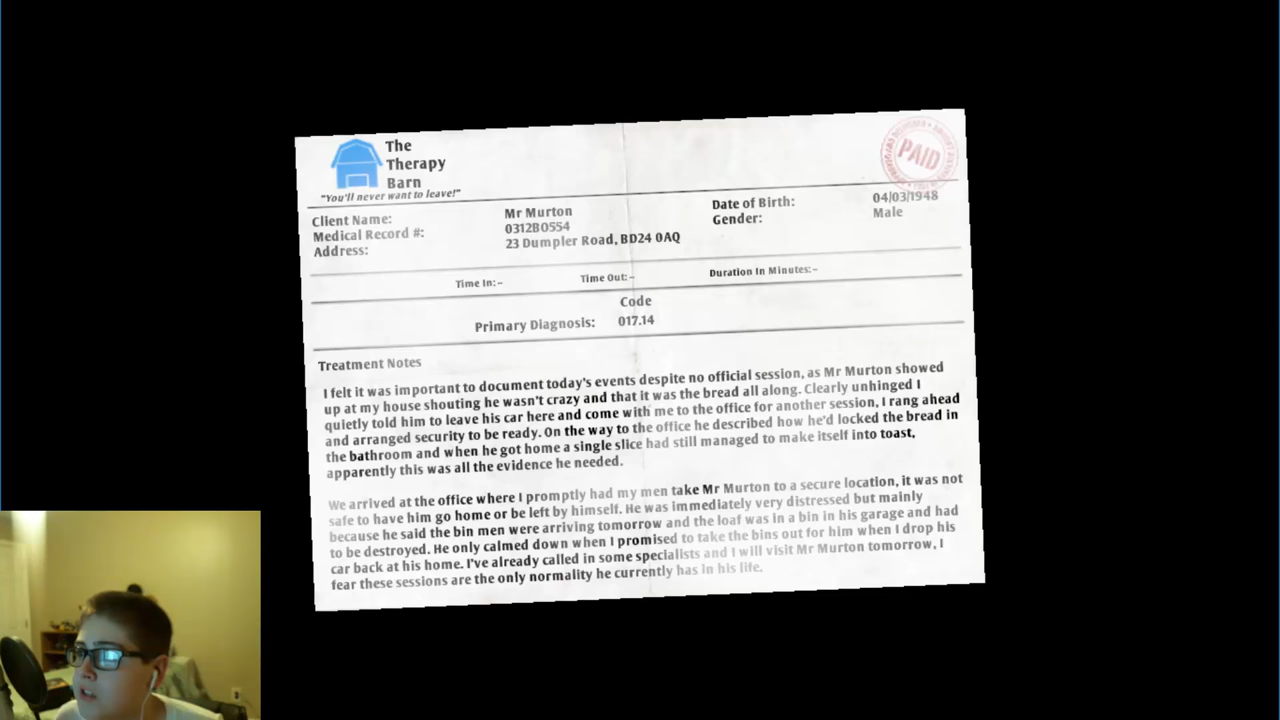 The
Therapy
Barn
"You'll never want to leave!"
PAID
Client Name: Mr Murton Date of Birth: 04/03/1948
Medical Record #: 0312B0554 Gender: Male
Address: 23 Dumpler Road, BD24 0AQ
Time In:- Time Out:- Duration In Minutes:-
Code
Primary Diagnosis: 017.14
Treatment Notes
I felt it was important to document today's events despite no official session, as Mr Murton showed
up at my house shouting he wasn't crazy and that it was the bread all along. Clearly unhinged I
quietly told him to leave his car here and come with me to the office for another session, I rang ahead
and arranged security to be ready. On the way to the office he described how he'd locked the bread in
the bathroom and when he got home a single slice had still managed to make itself into toast,
apparently this was all the evidence he needed.
We arrived at the office where I promptly had my men take Mr Murton to a secure location, it was not
safe to have him go home or be left by himself. He was immediately very distressed but mainly
because he said the bin men were arriving tomorrow and the loaf was in a bin in his garage and had
to be destroyed. He only calmed down when I promised to take the bins out for him when I drop his
car back at his home. I've already called in some specialists and I will visit Mr Murton tomorrow, I
fear these sessions are the only normality he currently has in his life.